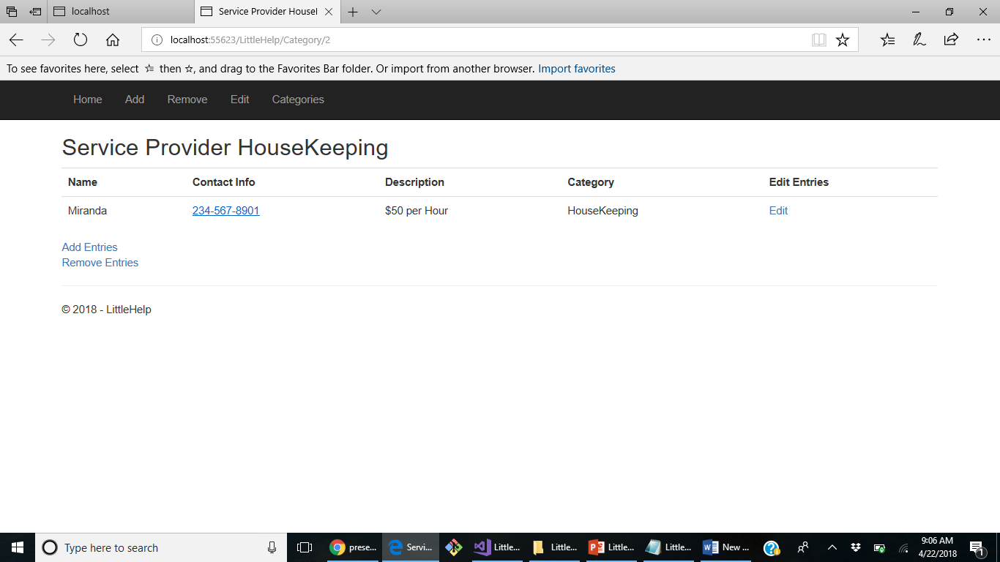 localhost
Service Provider HouseI
localhost:55623/LittleHelp/Category/2
To see favorites here, select then ☆, and drag to the Favorites Bar folder. Or import from another browser. Import favorites
Home Add Remove Edit Categories
Service Provider HouseKeeping
Name Contact Info Description Category Edit Entries
Miranda 234-567-8901 $50 per Hour HouseKeeping Edit
Add Entries
Remove Entries
© 2018 - LittleHelp
Type here to search
prese...
Servi...
Little...
Little...
Little...
Little...
New ...
9:06 AM
4/22/2018
1